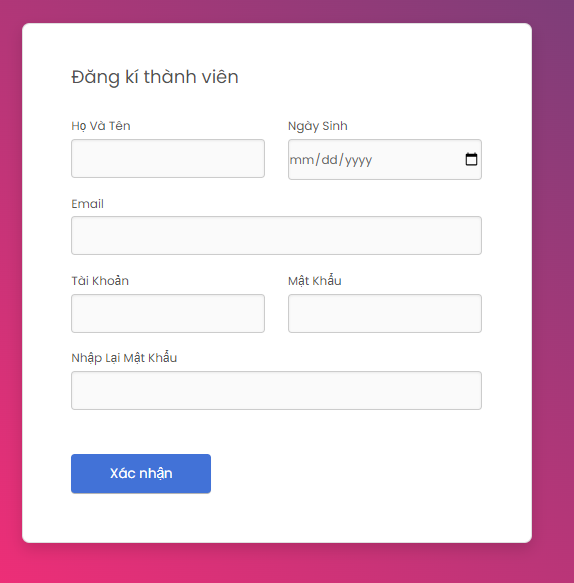 Đăng kí thành viên
Họ Và Tên
Ngày Sinh
mm/dd/yyyy
Email
Tài Khoản
Mật Khẩu
Nhập Lại Mật Khẩu
Xác nhận